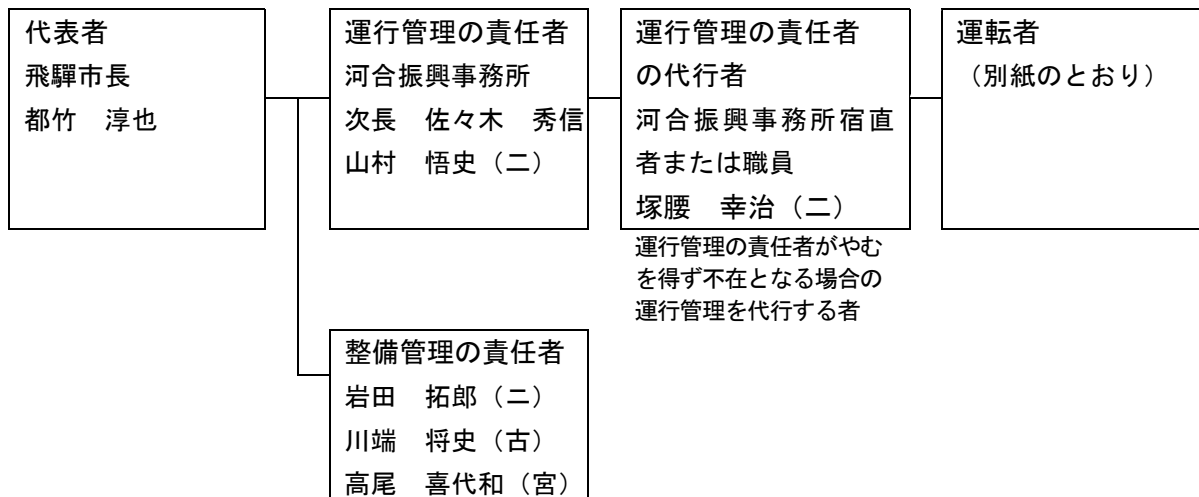 代表者
飛驒市長
都竹　淳也
運行管理の責任者
河合振興事務所
次長　佐々木　秀信
山村　悟史（二）
運行管理の責任者
の代行者
河合振興事務所宿直
者または職員
塚腰　幸治（二）
運行管理の責任者がやむ
を得ず不在となる場合の
運行管理を代行する者
運転者
（別紙のとおり）
整備管理の責任者
岩田　拓郎（ニ）
川端　将史（古）
高尾　喜代和（宮）